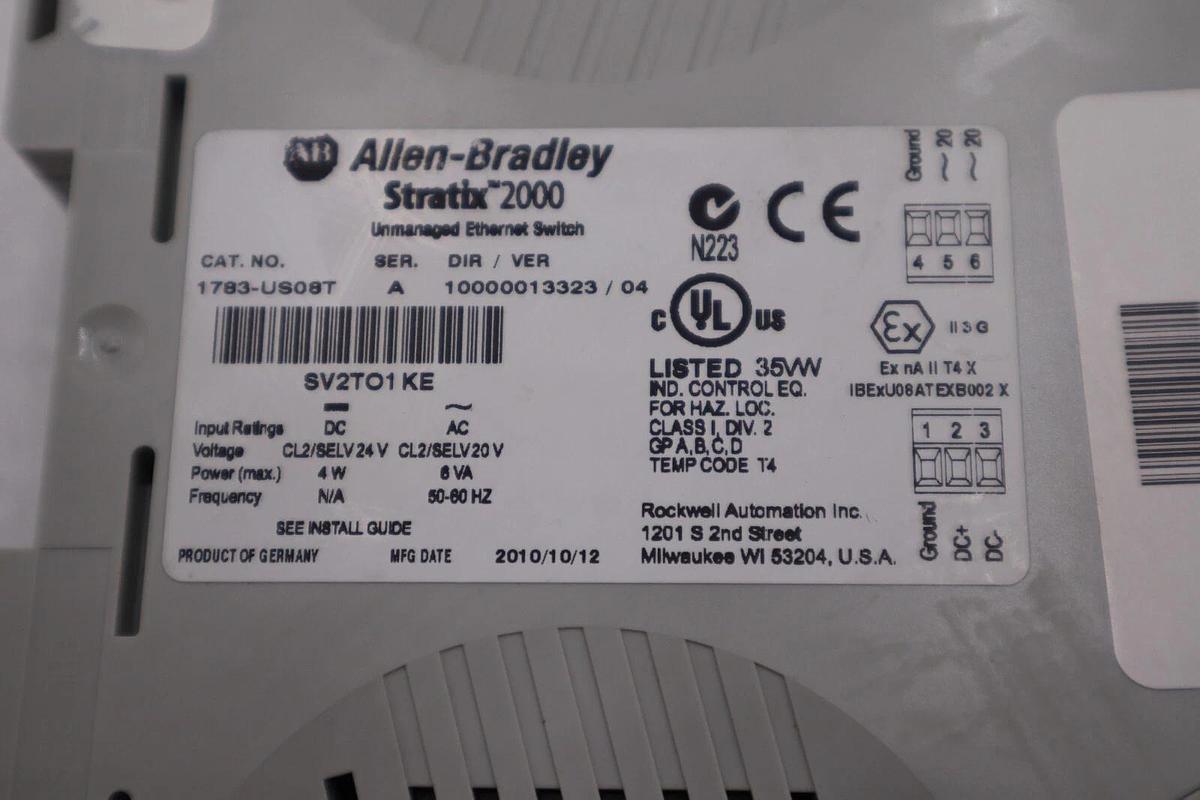 AB Allen-Bradley
Stratix™ 2000
Unmanaged Ethernet Switch
CAT. NO. SER. DIR / VER
1783-US08T A 10000013323 / 04
SV2TO1KE
Input Ratings DC AC
Voltage CL2/SELV 24 V CL2/SELV 20 V
Power (max.) 4 W 6 VA
Frequency N/A 50-60 HZ
SEE INSTALL GUIDE
PRODUCT OF GERMANY MFG DATE 2010/10/12
N223
CE
C UL US
LISTED 35VW
IND. CONTROL EQ.
FOR HAZ. LOC.
CLASS I, DIV. 2
GP A, B, C, D
TEMP CODE T4
Rockwell Automation Inc.
1201 S 2nd Street
Milwaukee WI 53204, U.S.A.
Ground ~ 20 ~ 20
4 5 6
Ex II 3 G
Ex nA II T4 X
IBExU08ATEXB002 X
1 2 3
Ground DC+ DC-